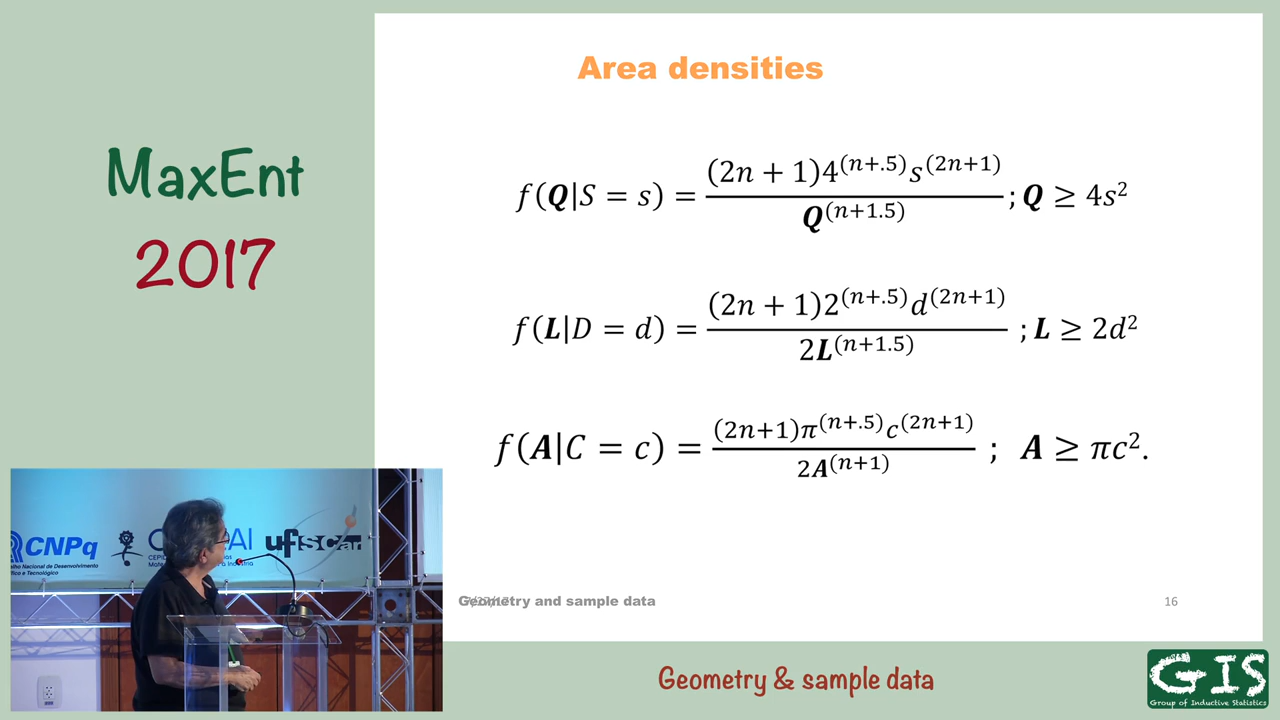 MaxEnt
2017
Area densities
f(Q|S = s) = (2n + 1)4^(n+.5) s^(2n+1) / Q^(n+1.5) ; Q ≥ 4s²
f(L|D = d) = (2n + 1)2^(n+.5) d^(2n+1) / 2L^(n+1.5) ; L ≥ 2d²
f(A|C = c) = (2n+1)π^(n+.5) c^(2n+1) / 2A^(n+1) ; A ≥ πc².
CNPq
ufscar
Geometry and sample data
16
Geometry & sample data
GIS
Group of Inductive Statistics